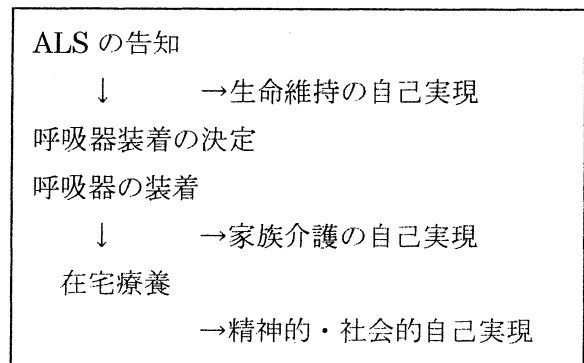 ALS の告知
↓ →生命維持の自己実現
呼吸器装着の決定
呼吸器の装着
↓ →家族介護の自己実現
在宅療養
→精神的・社会的自己実現